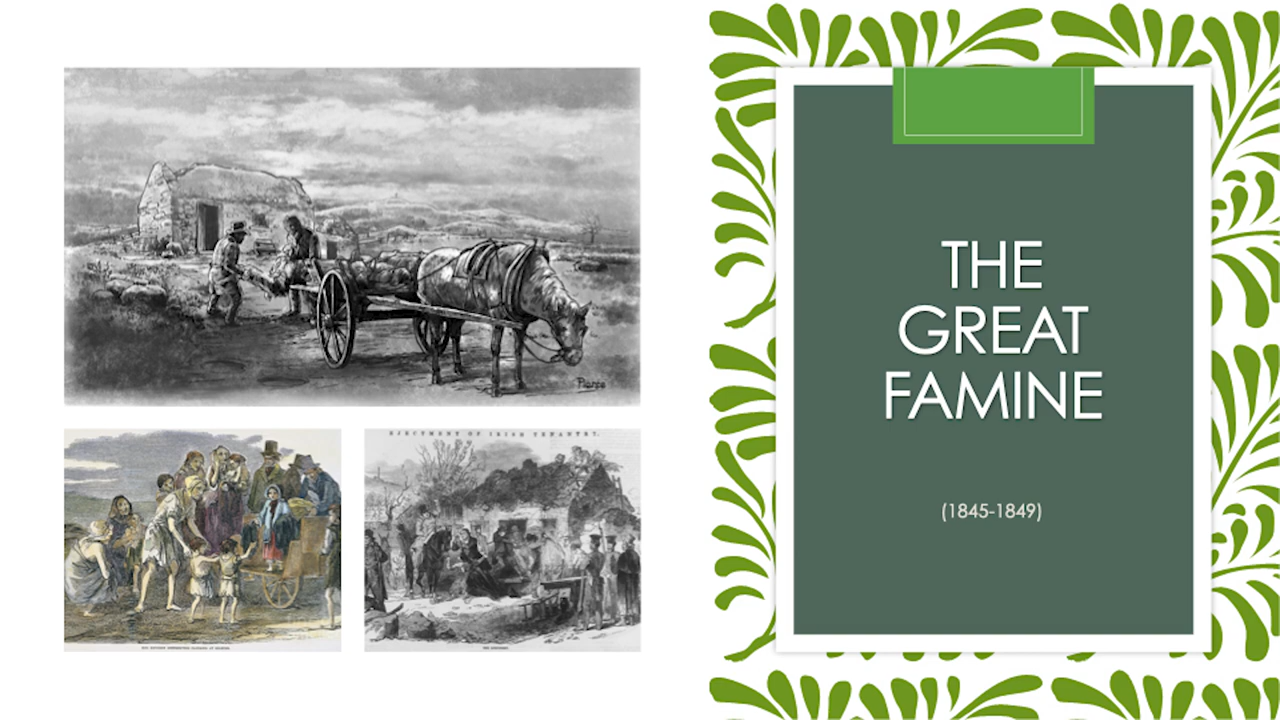 EJECTMENT OF IRISH TENANTRY.
THE
GREAT
FAMINE
(1845-1849)